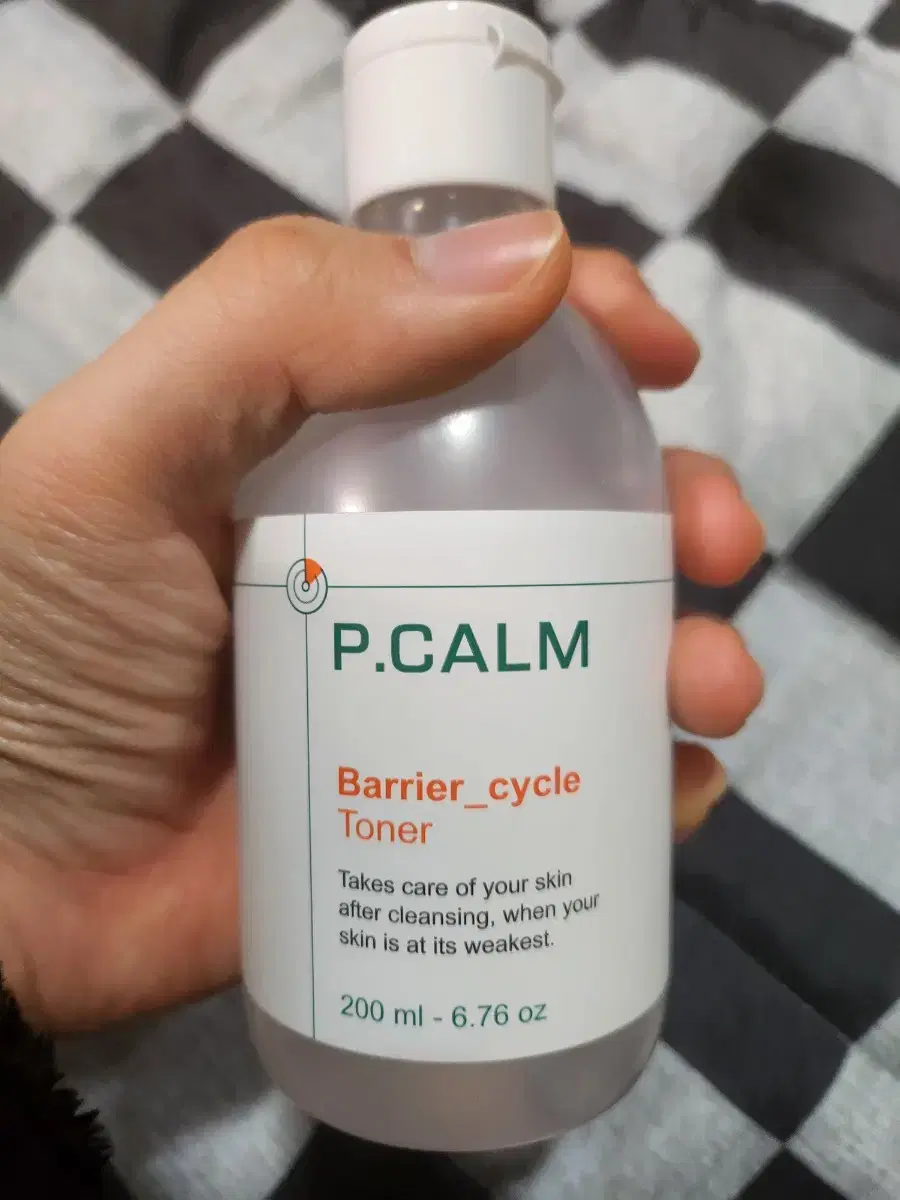 P.CALM
Barrier_cycle
Toner
Takes care of your skin
after cleansing, when your
skin is at its weakest.
200 ml - 6.76 oz